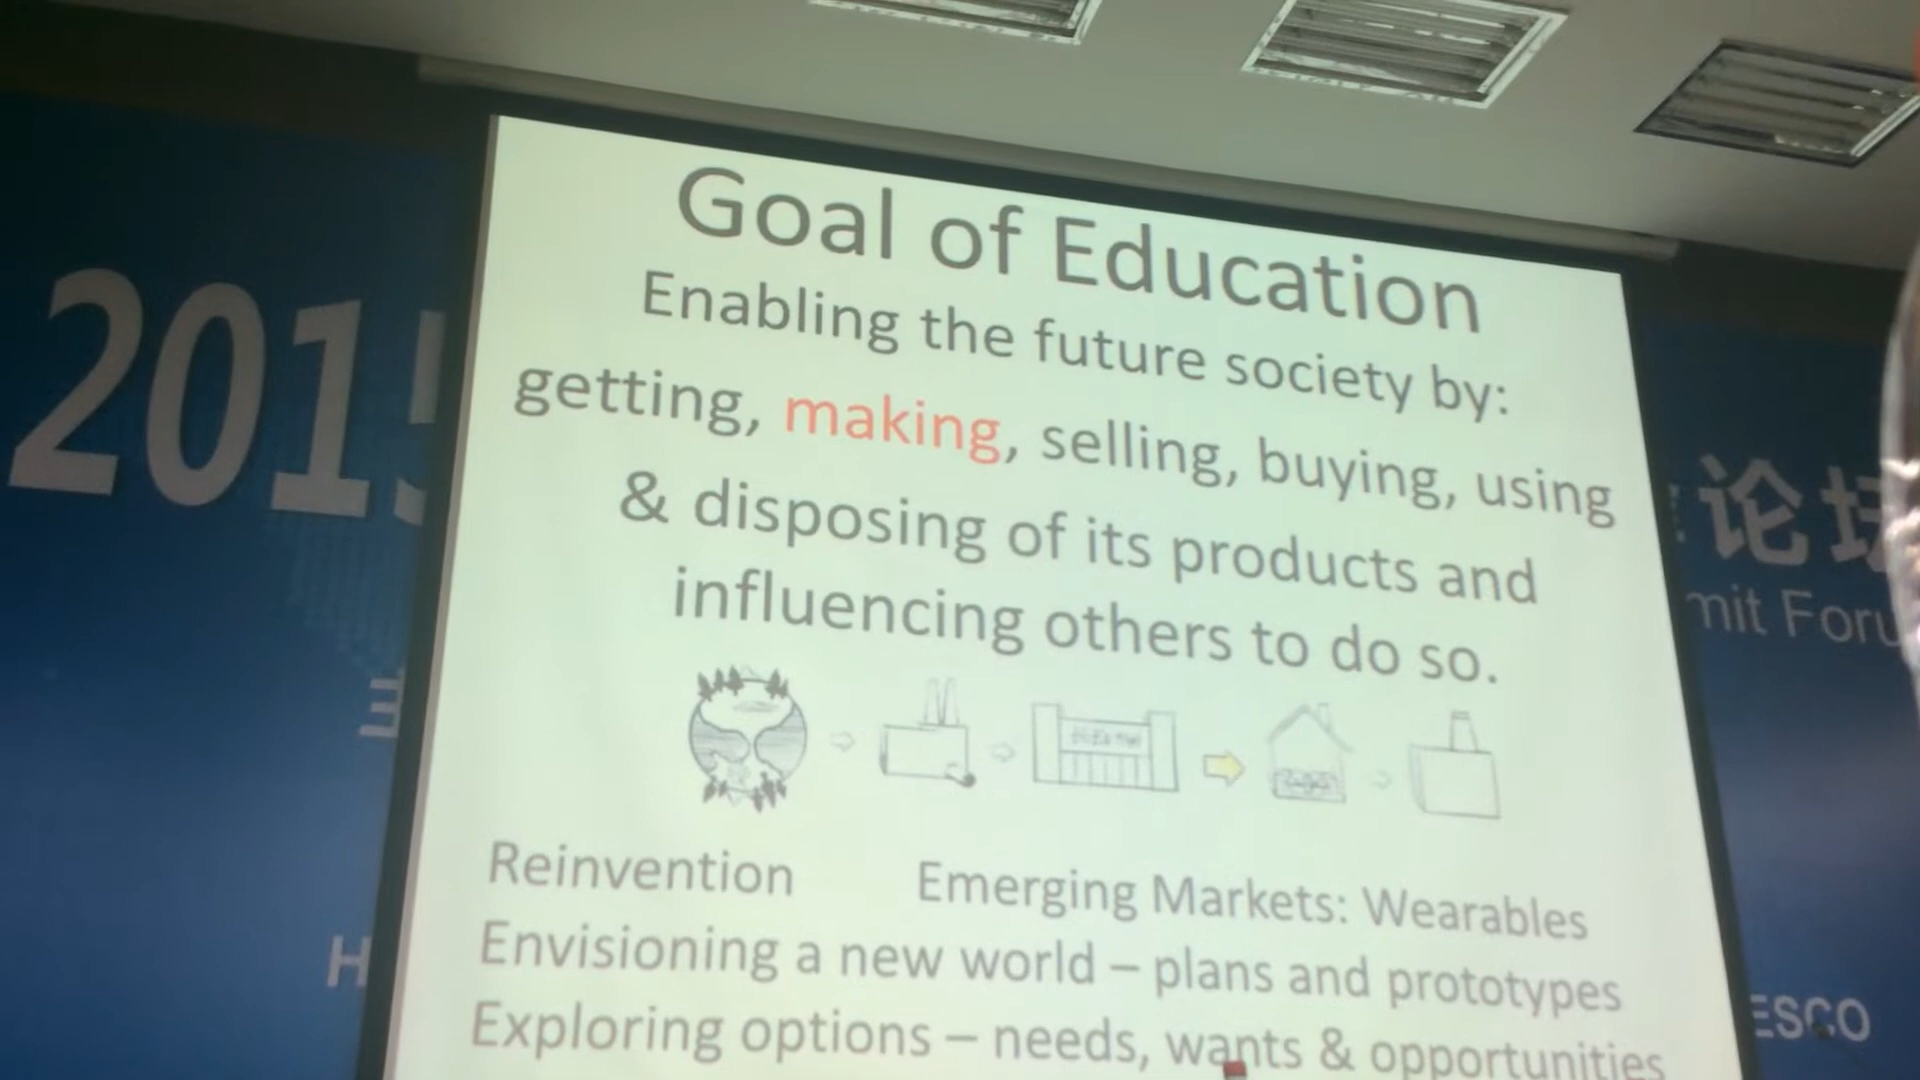 2015
Goal of Education
Enabling the future society by:
getting, making, selling, buying, using
& disposing of its products and
influencing others to do so.
Reinvention Emerging Markets: Wearables
Envisioning a new world – plans and prototypes
Exploring options – needs, wants & opportunities
论坛
mit Foru
H
ESCO